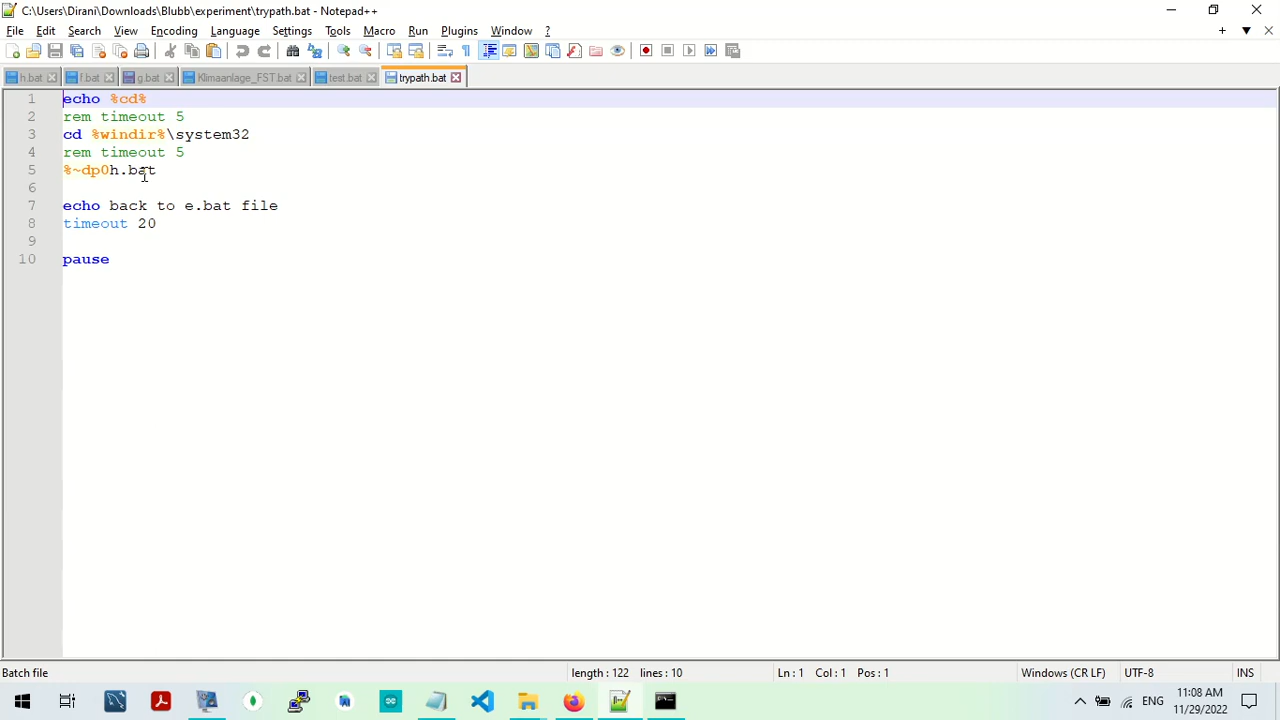 C:\Users\Dirani\Downloads\Blubb\experiment\trypath.bat - Notepad++
File Edit Search View Encoding Language Settings Tools Macro Run Plugins Window ?
h.bat f.bat g.bat Klimaanlage_FST.bat test.bat trypath.bat
1 echo %cd%
2 rem timeout 5
3 cd %windir%\system32
4 rem timeout 5
5 %~dp0h.bat
6
7 echo back to e.bat file
8 timeout 20
9
10 pause
Batch file length : 122 lines : 10 Ln : 1 Col : 1 Pos : 1 Windows (CR LF) UTF-8 INS
ENG 11:08 AM
11/29/2022